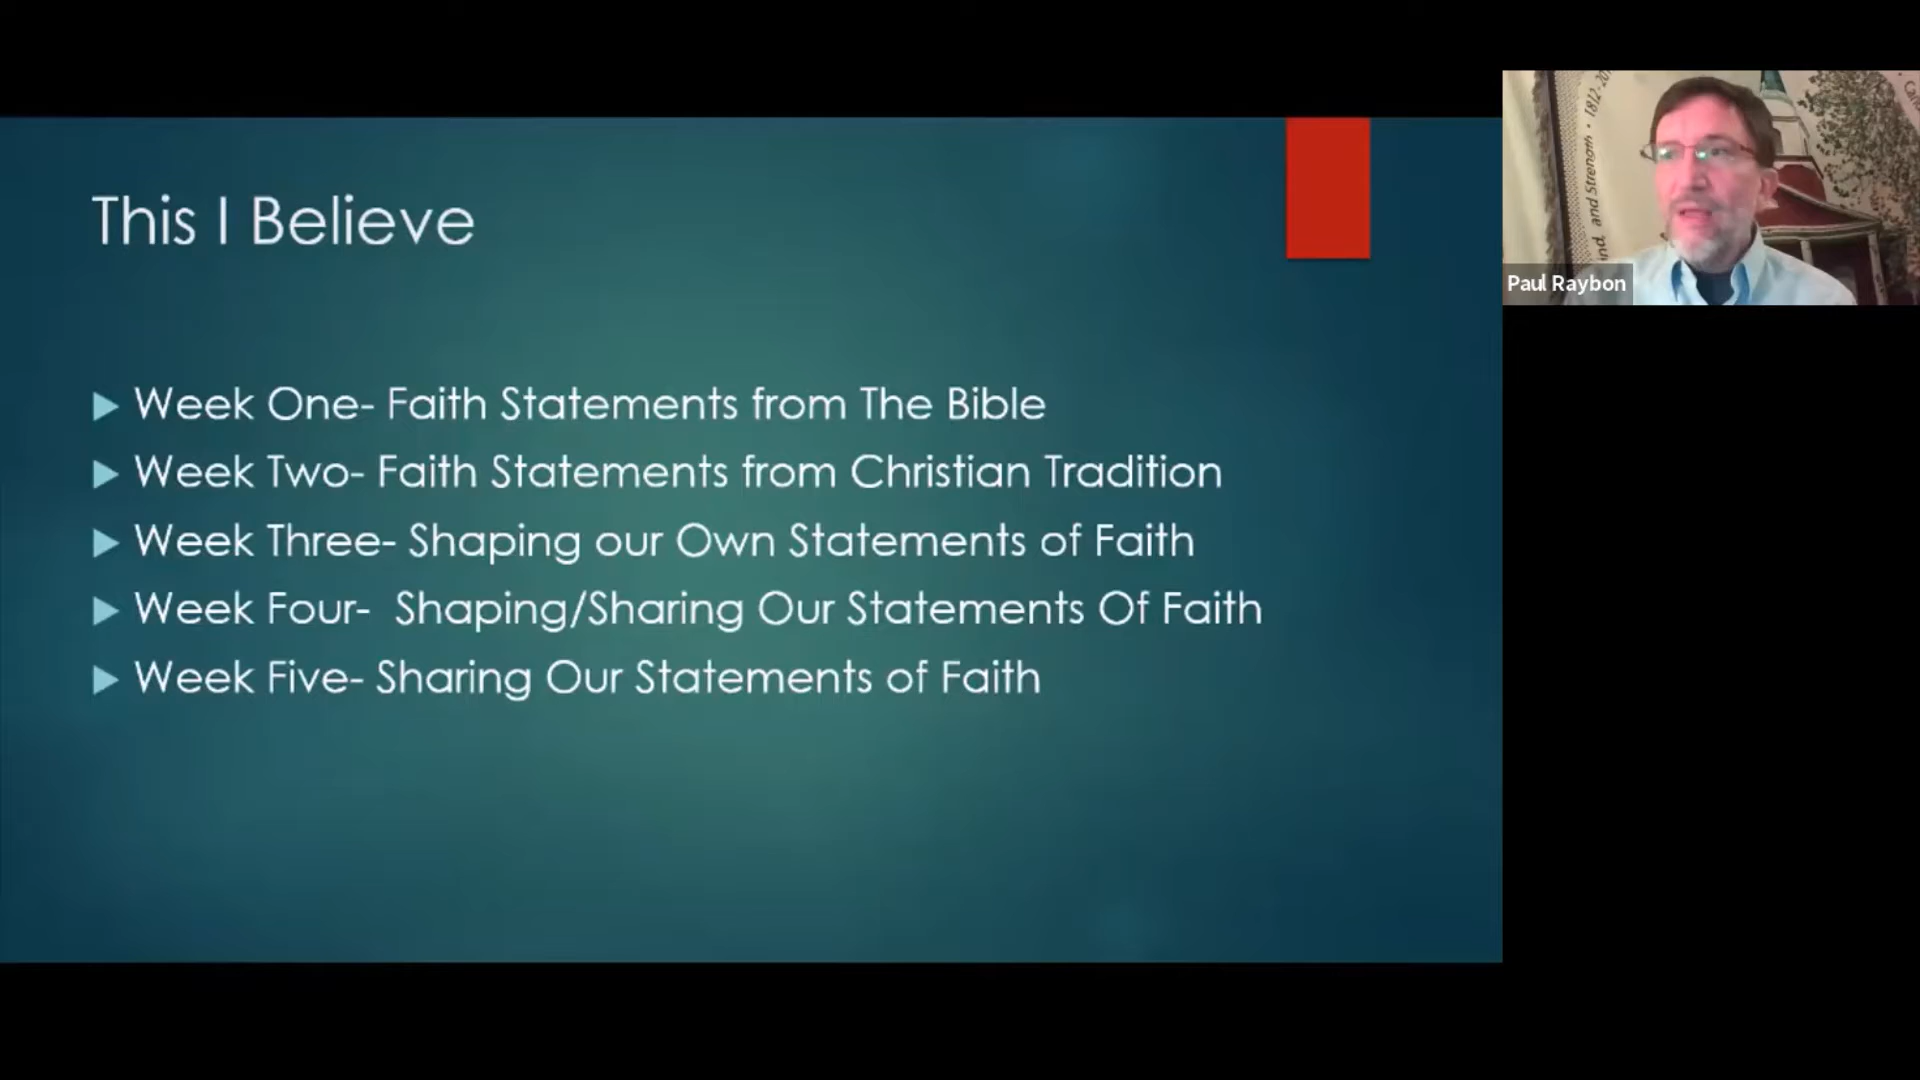 This I Believe
Week One- Faith Statements from The Bible
Week Two- Faith Statements from Christian Tradition
Week Three- Shaping our Own Statements of Faith
Week Four-  Shaping/Sharing Our Statements Of Faith
Week Five- Sharing Our Statements of Faith
and Strength • 1812-20
Paul Raybon